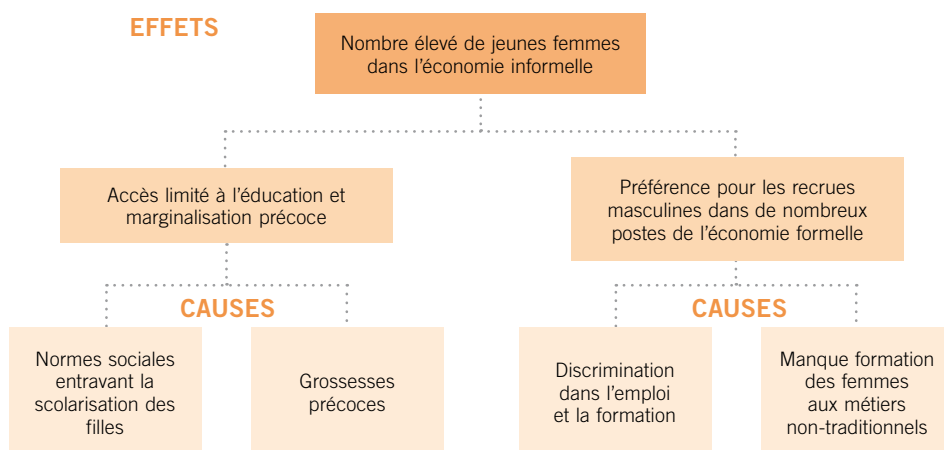 EFFETS
Nombre élevé de jeunes femmes
dans l'économie informelle
Accès limité à l'éducation et
marginalisation précoce
Préférence pour les recrues
masculines dans de nombreux
postes de l'économie formelle
CAUSES
CAUSES
Normes sociales
entravant la
scolarisation des
filles
Grossesses
précoces
Discrimination
dans l'emploi
et la formation
Manque formation
des femmes
aux métiers
non-traditionnels